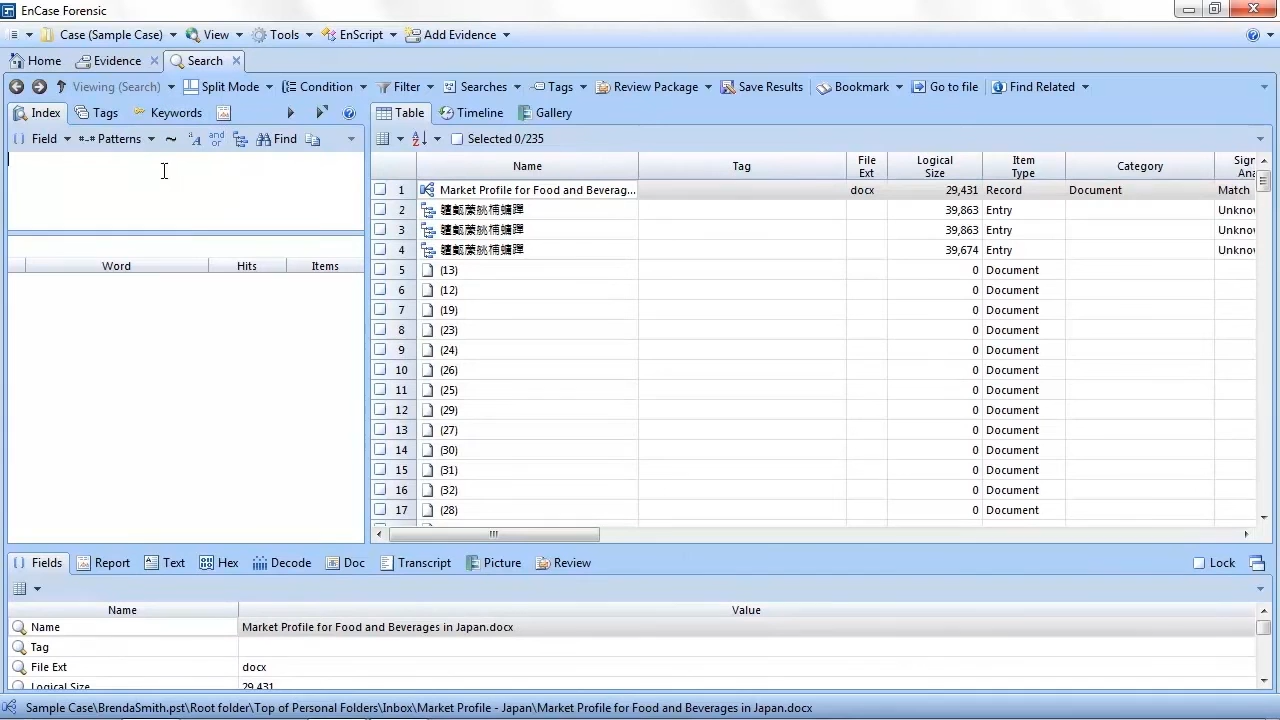 EnCase Forensic
Case (Sample Case) View Tools EnScript Add Evidence
Home Evidence Search
Viewing (Search) Split Mode Condition Filter Searches Tags Review Package Save Results Bookmark Go to file Find Related
Index Tags Keywords
Table Timeline Gallery
Field Patterns Find
Selected 0/235
Name Tag File Ext Logical Size Item Type Category
1 Market Profile for Food and Beverag... docx 29,431 Record Document Match
2 39,863 Entry
3 39,863 Entry
4 39,674 Entry
5 (13) 0 Document
6 (12) 0 Document
7 (19) 0 Document
8 (23) 0 Document
9 (24) 0 Document
10 (26) 0 Document
11 (25) 0 Document
12 (29) 0 Document
13 (27) 0 Document
14 (30) 0 Document
15 (31) 0 Document
16 (32) 0 Document
17 (28) 0 Document
Word Hits Items
Fields Report Text Hex Decode Doc Transcript Picture Review Lock
Name Value
Name Market Profile for Food and Beverages in Japan.docx
Tag
File Ext docx
Logical Size 29,431
Sample Case\BrendaSmith.pst\Root folder\Top of Personal Folders\Inbox\Market Profile - Japan\Market Profile for Food and Beverages in Japan.docx